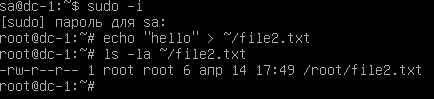 sa@dc-1:~$ sudo -i
[sudo] пароль для sa:
root@dc-1:~# echo "hello" > ~/file2.txt
root@dc-1:~# ls -la ~/file2.txt
-rw-r--r-- 1 root root 6 апр 14 17:49 /root/file2.txt
root@dc-1:~#